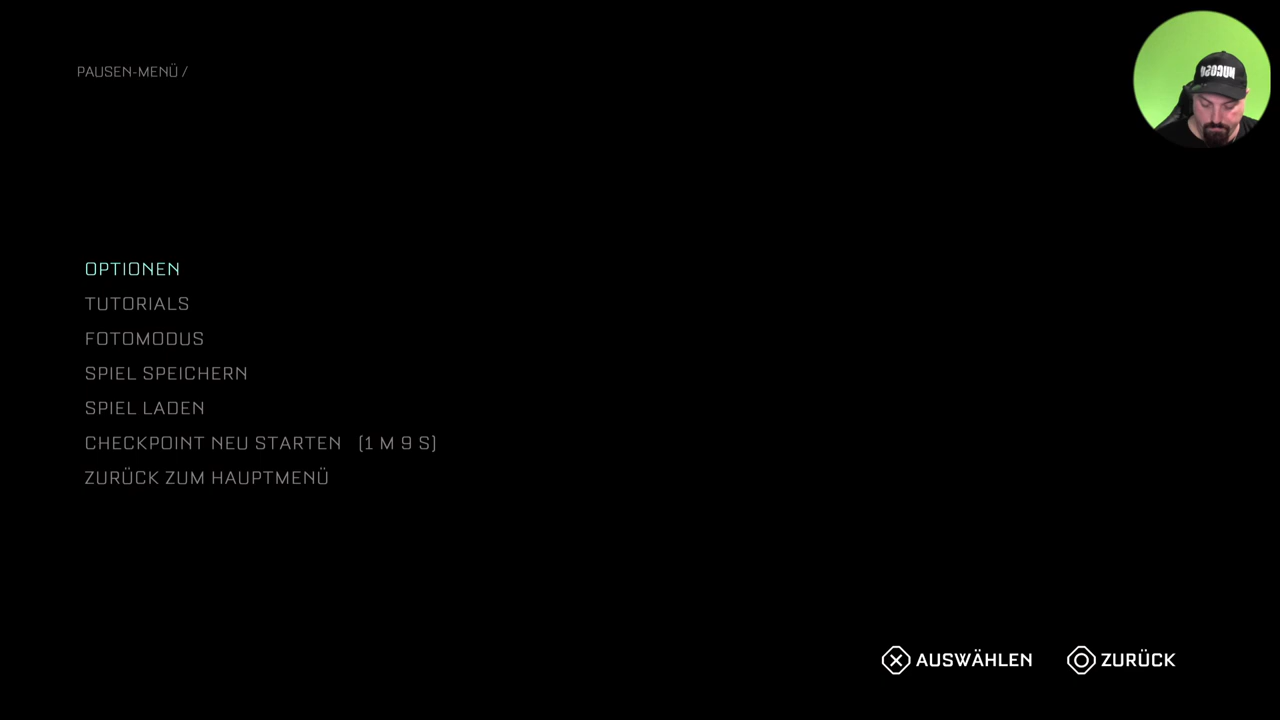 PAUSEN-MENÜ /
OPTIONEN
TUTORIALS
FOTOMODUS
SPIEL SPEICHERN
SPIEL LADEN
CHECKPOINT NEU STARTEN (1 M 9 S)
ZURÜCK ZUM HAUPTMENÜ
AUSWÄHLEN ZURÜCK